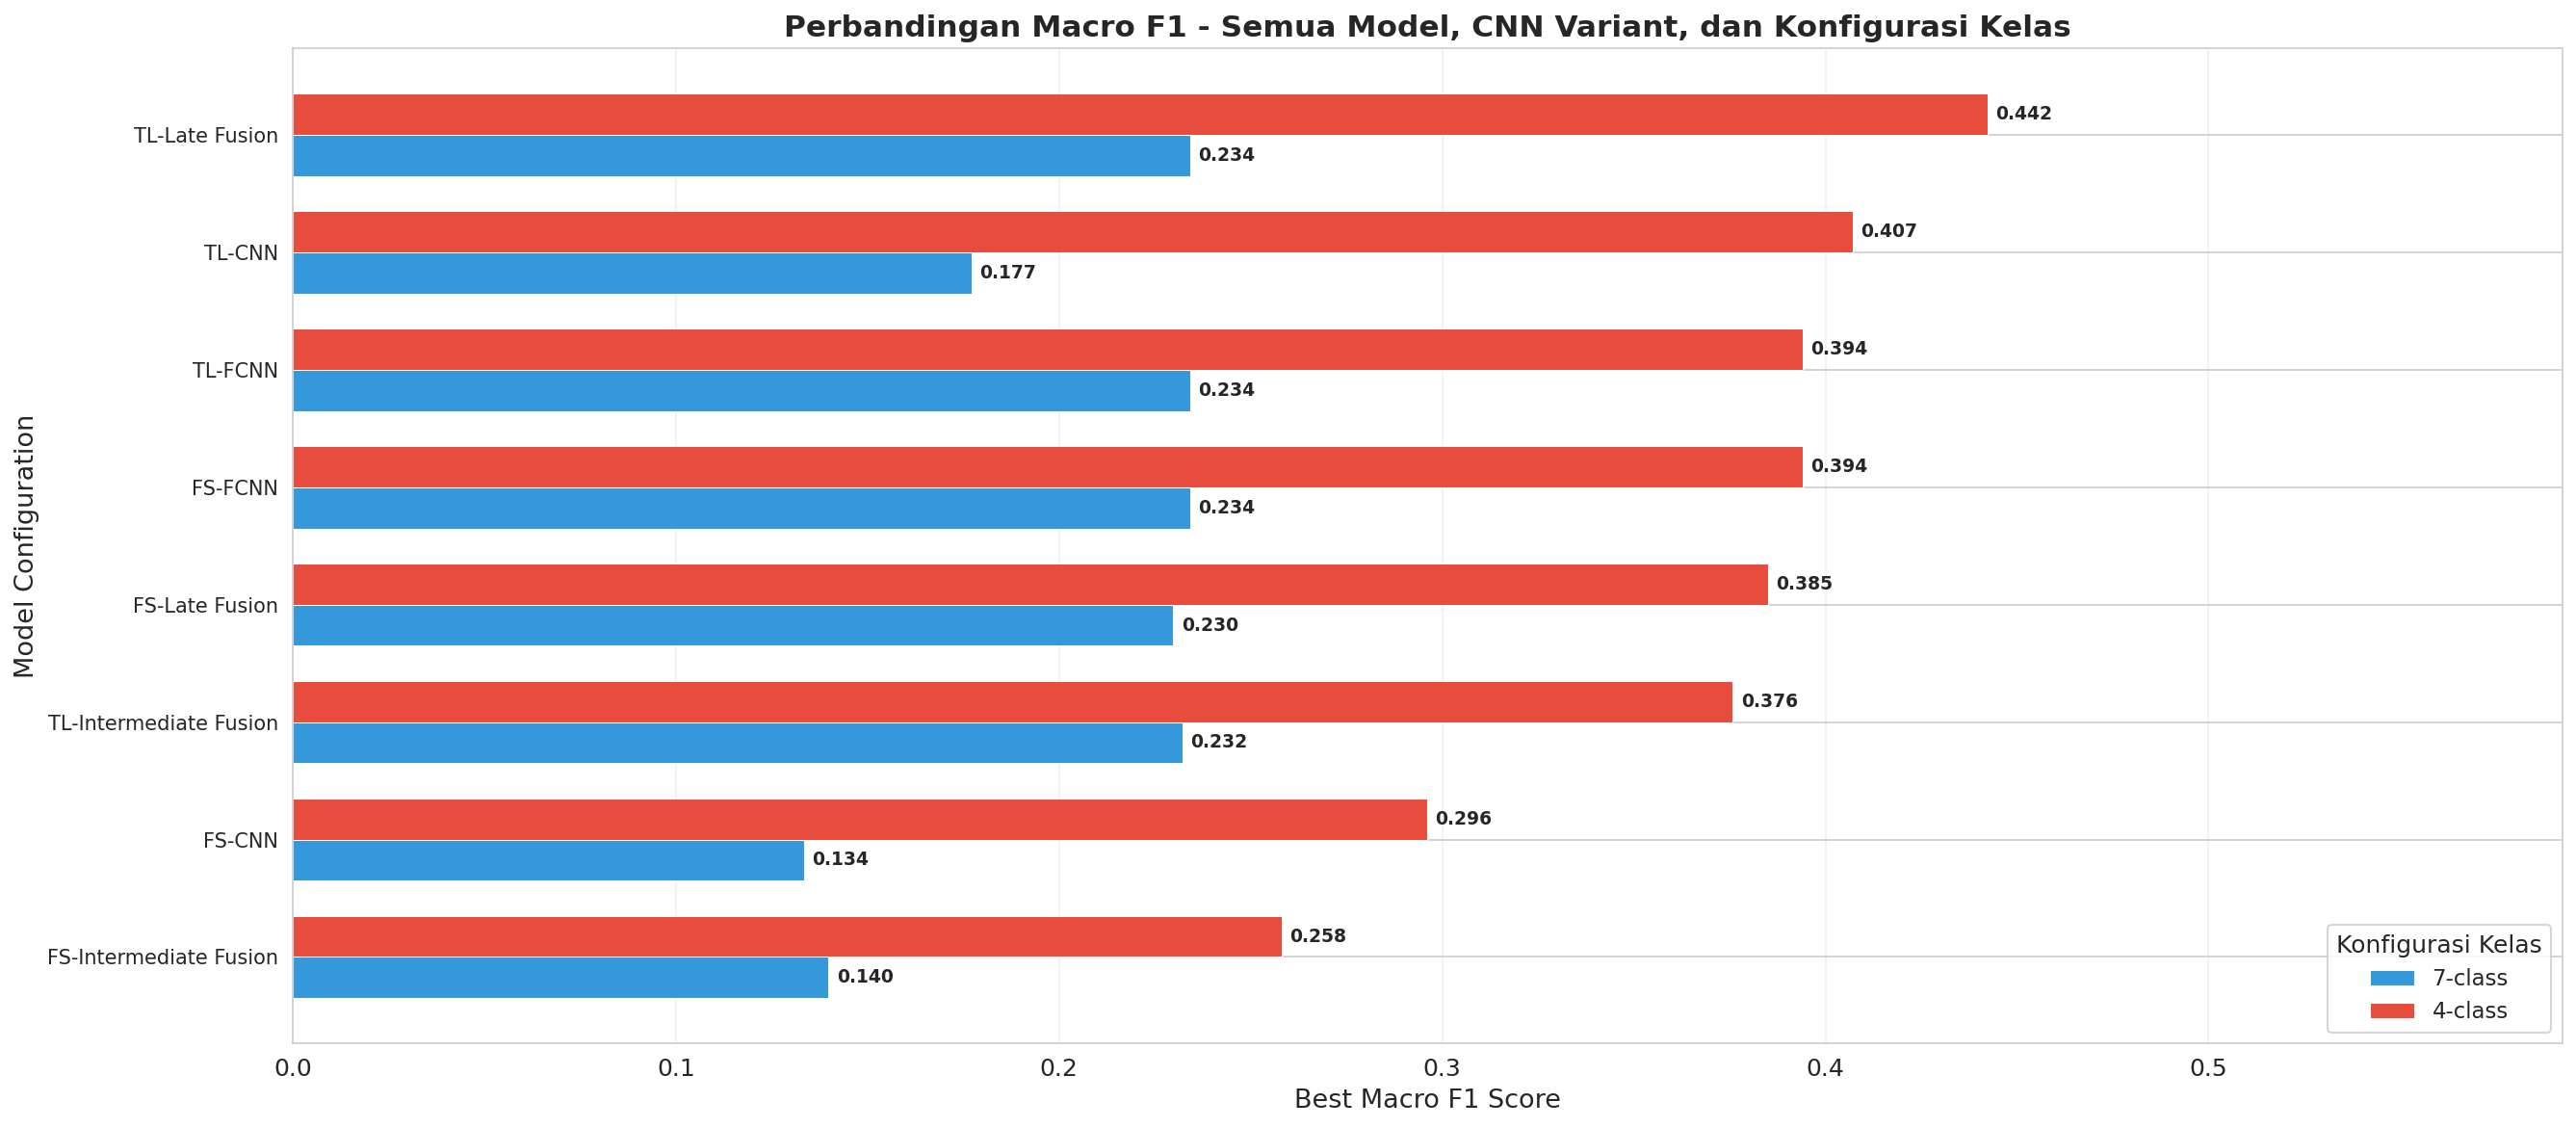 Perbandingan Macro F1 - Semua Model, CNN Variant, dan Konfigurasi Kelas
Model Configuration
TL-Late Fusion
0.442
0.234
TL-CNN
0.407
0.177
TL-FCNN
0.394
0.234
FS-FCNN
0.394
0.234
FS-Late Fusion
0.385
0.230
TL-Intermediate Fusion
0.376
0.232
FS-CNN
0.296
0.134
FS-Intermediate Fusion
0.258
0.140
Konfigurasi Kelas
7-class
4-class
0.0 0.1 0.2 0.3 0.4 0.5
Best Macro F1 Score